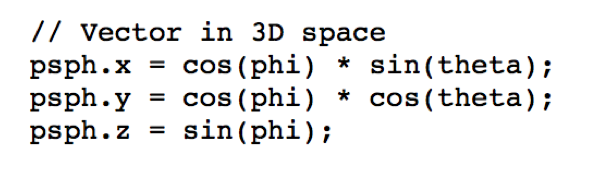 // Vector in 3D space
psph.x = cos(phi) * sin(theta);
psph.y = cos(phi) * cos(theta);
psph.z = sin(phi);